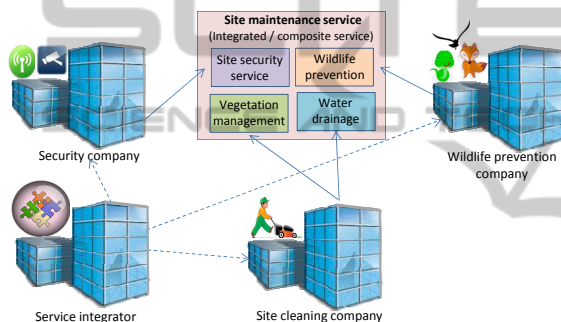 Site maintenance service
(Integrated / composite service)
Site security
service
Wildlife
prevention
Vegetation
management
Water
drainage
Security company
Wildlife prevention
company
Service integrator
Site cleaning company